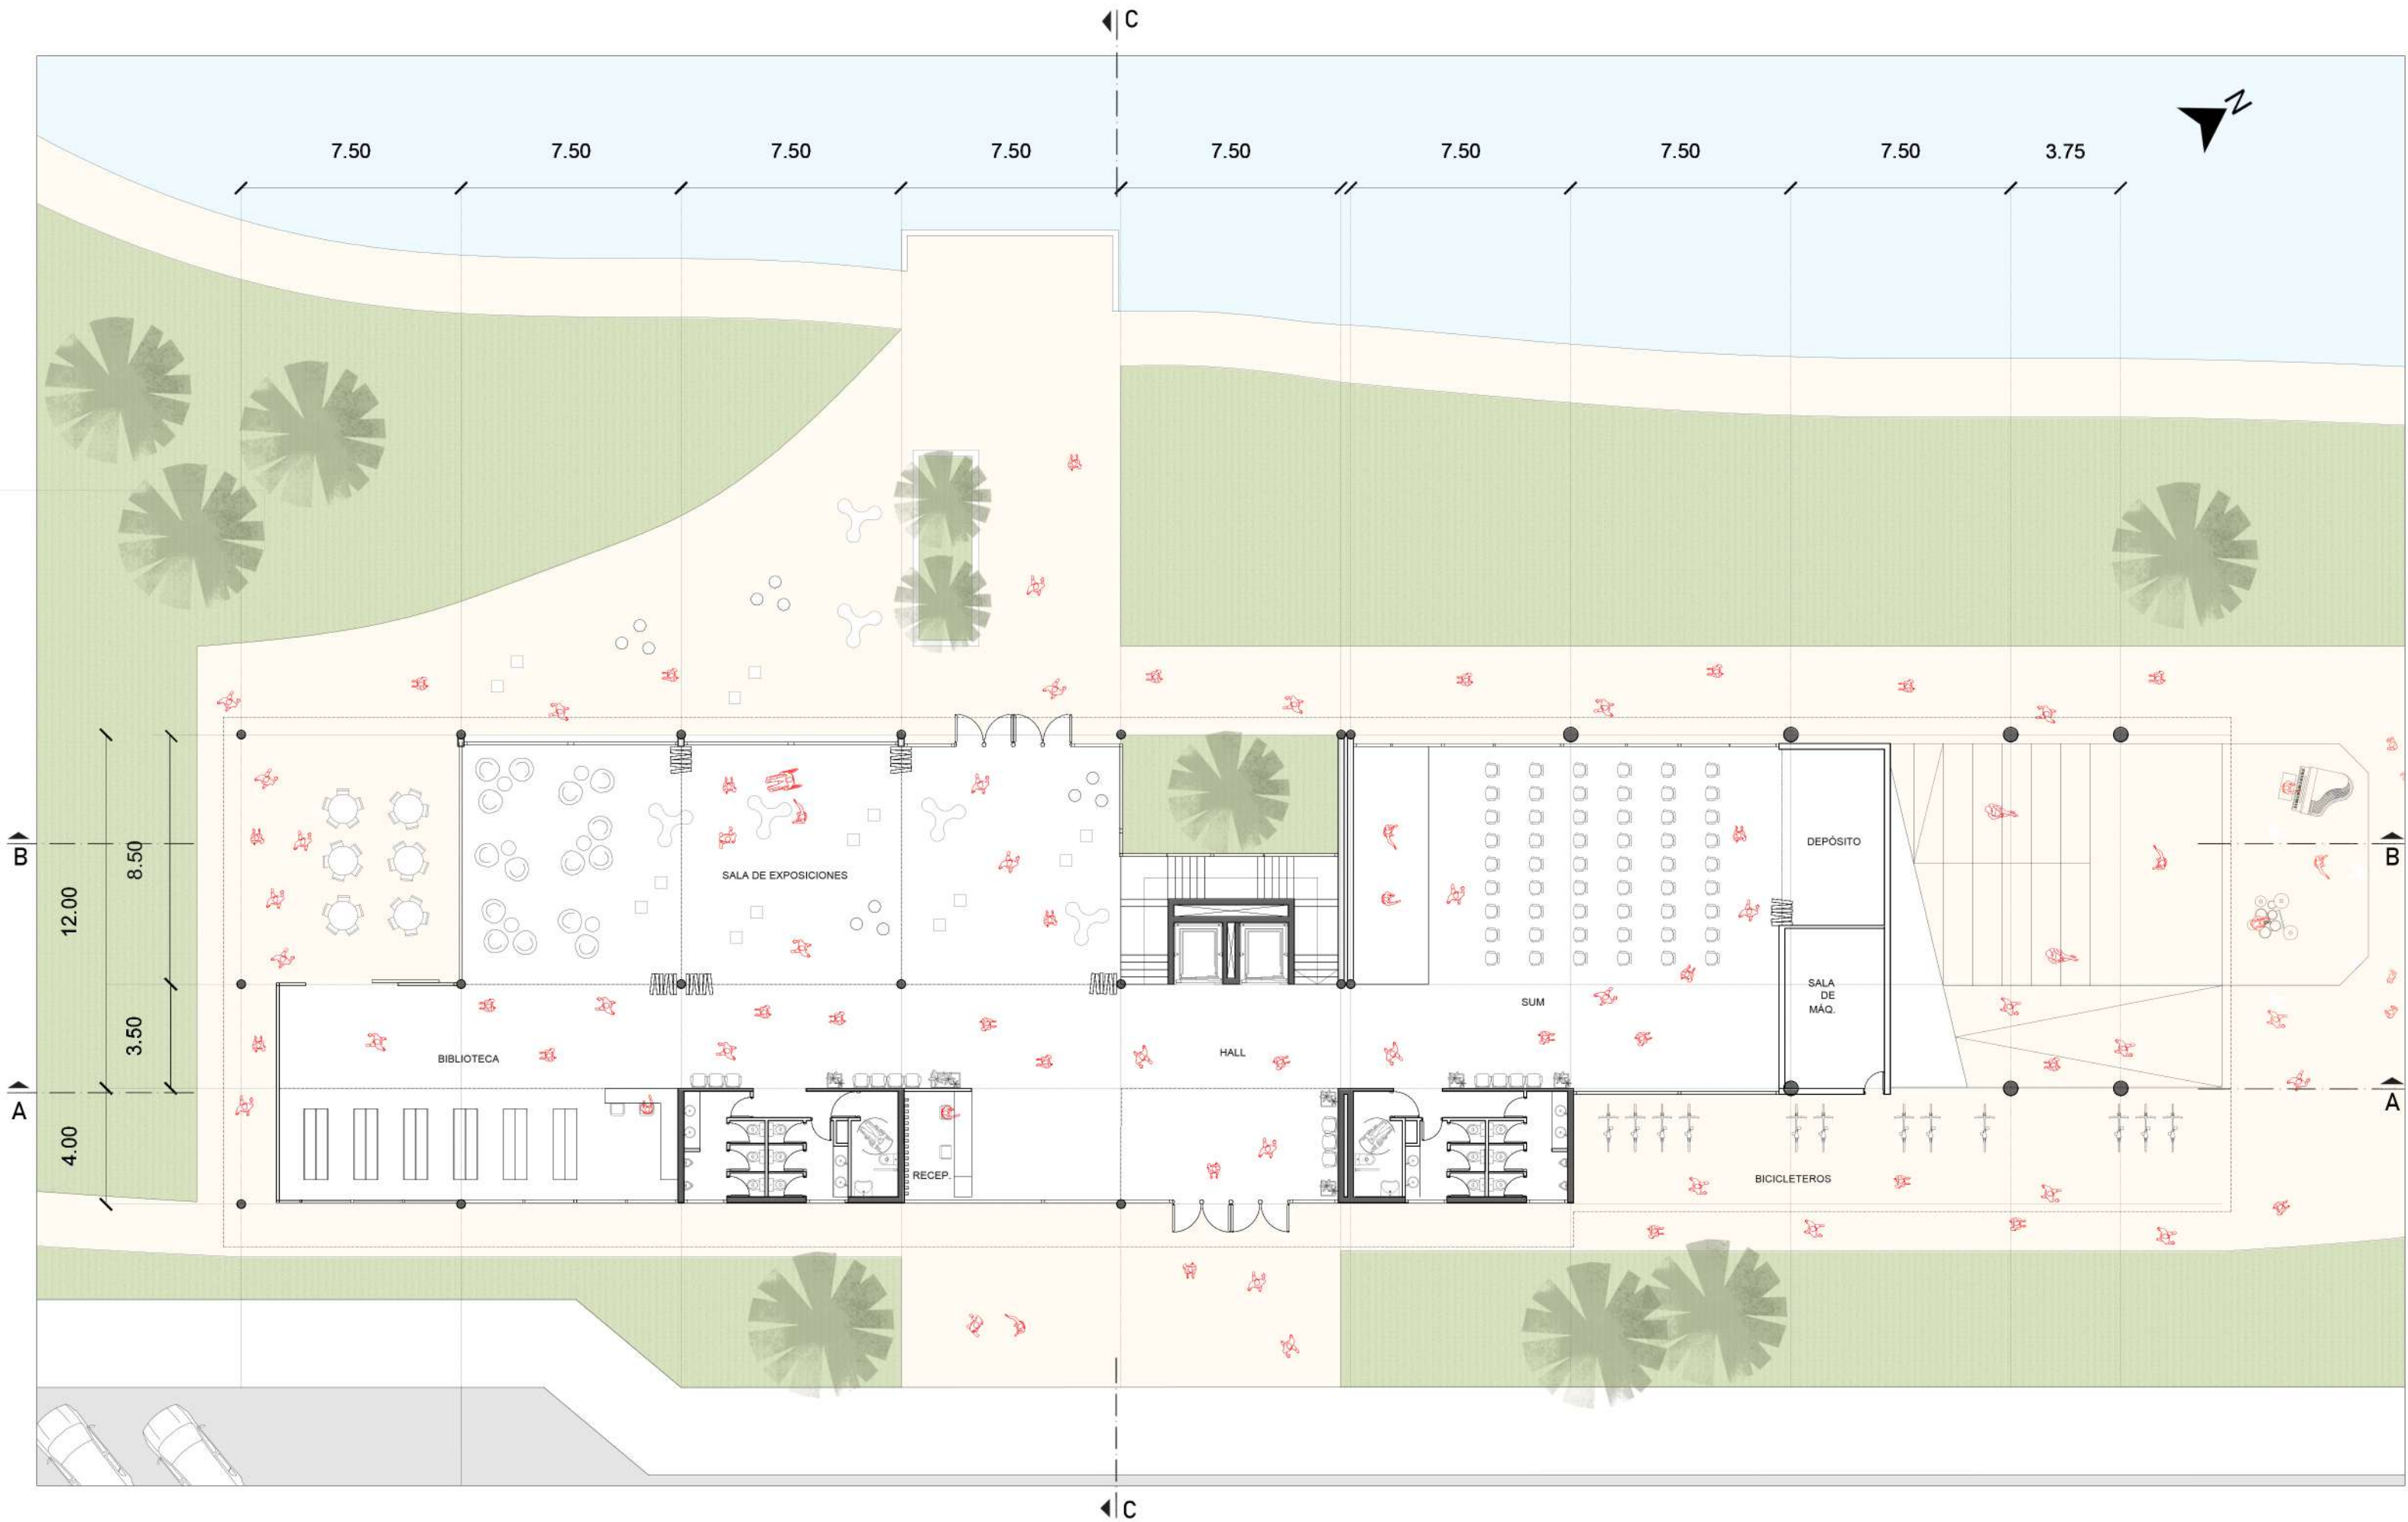 C
N
7.50
7.50
7.50
7.50
7.50
7.50
7.50
7.50
3.75
B
8.50
12.00
3.50
A
4.00
SALA DE EXPOSICIONES
DEPÓSITO
B
SUM
SALA
DE
MÁQ.
BIBLIOTECA
HALL
A
RECEP.
BICICLETEROS
C